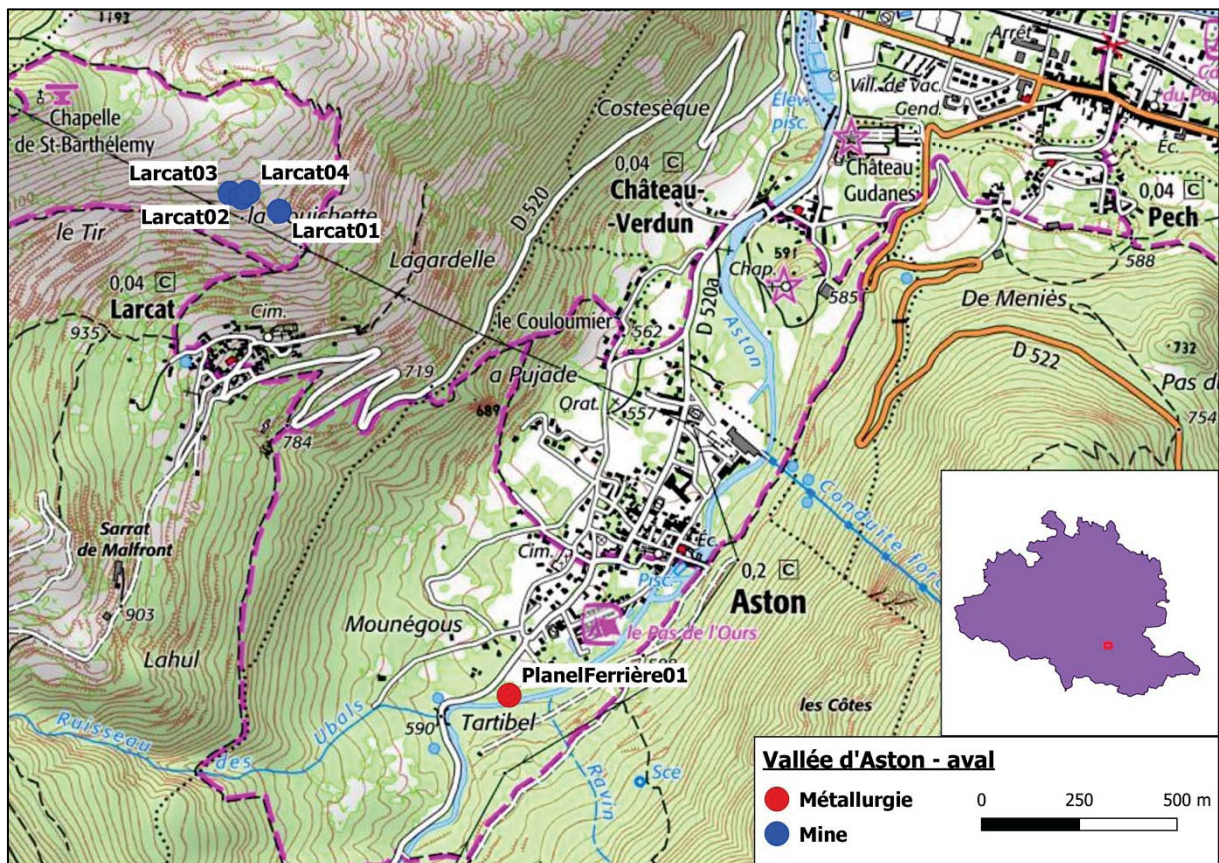 1193
Arrêt
Costesèque
Vill. de vac.
Gend.
Élev.
pisc.
du Pay
Chapelle
de St-Barthélemy
Éc.
0,04 C
Château
-Verdun
Château
Gudanes
0,04 C
Pech
Larcat03
Larcat04
Larcat02
Larcat01
le Tir
D 520
591
588
Lagardelle
Chap.
585
De Meniès
0,04 C
Larcat
Cim.
D 520a
Aston
935
le Couloumier
562
D 522
732
719
a Pujade
Pas d
754
689
Orat.
557
784
Conduite forc
Sarrat
de Malfront
Éc.
Cim.
0,2 C
Pisc.
Aston
903
Mounégous
le Pas de l'Ours
Lahul
PlanelFerrière01
les Côtes
590
Tartibel
Ruisseau des Ubals
Ravin
Sce
Vallée d'Aston - aval
Métallurgie
Mine
0 250 500 m